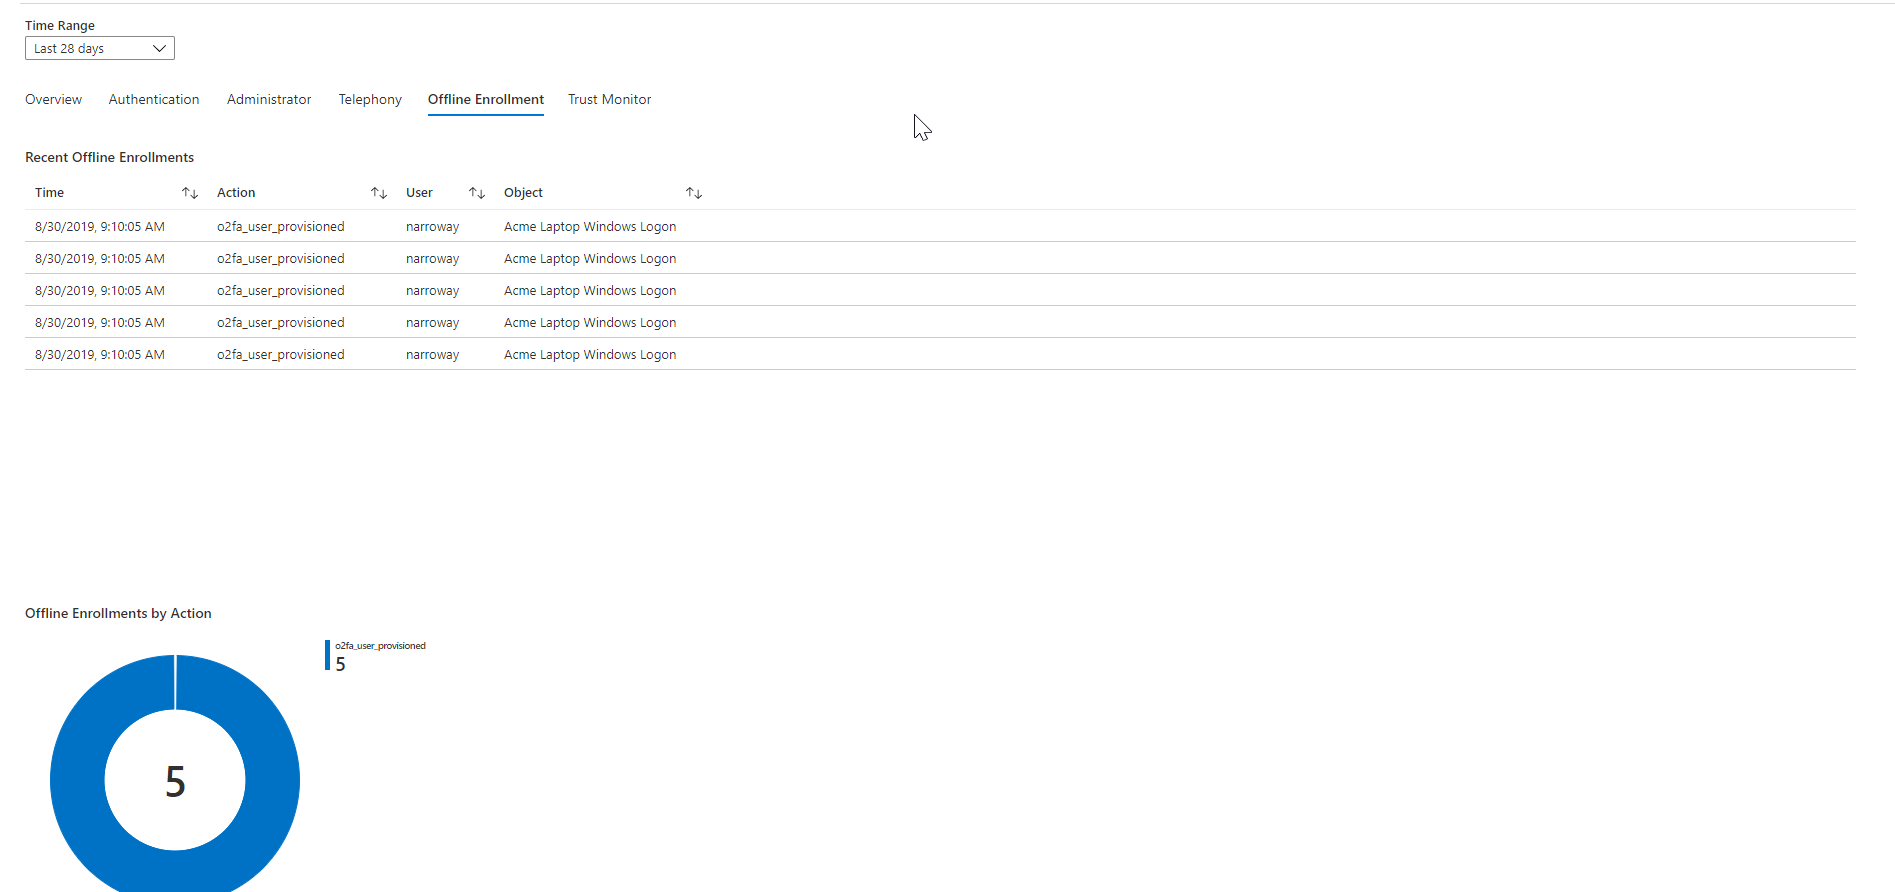 Time Range
Last 28 days
Overview Authentication Administrator Telephony Offline Enrollment Trust Monitor
Recent Offline Enrollments
Time Action User Object
8/30/2019, 9:10:05 AM o2fa_user_provisioned narroway Acme Laptop Windows Logon
8/30/2019, 9:10:05 AM o2fa_user_provisioned narroway Acme Laptop Windows Logon
8/30/2019, 9:10:05 AM o2fa_user_provisioned narroway Acme Laptop Windows Logon
8/30/2019, 9:10:05 AM o2fa_user_provisioned narroway Acme Laptop Windows Logon
8/30/2019, 9:10:05 AM o2fa_user_provisioned narroway Acme Laptop Windows Logon
Offline Enrollments by Action
o2fa_user_provisioned
5
5